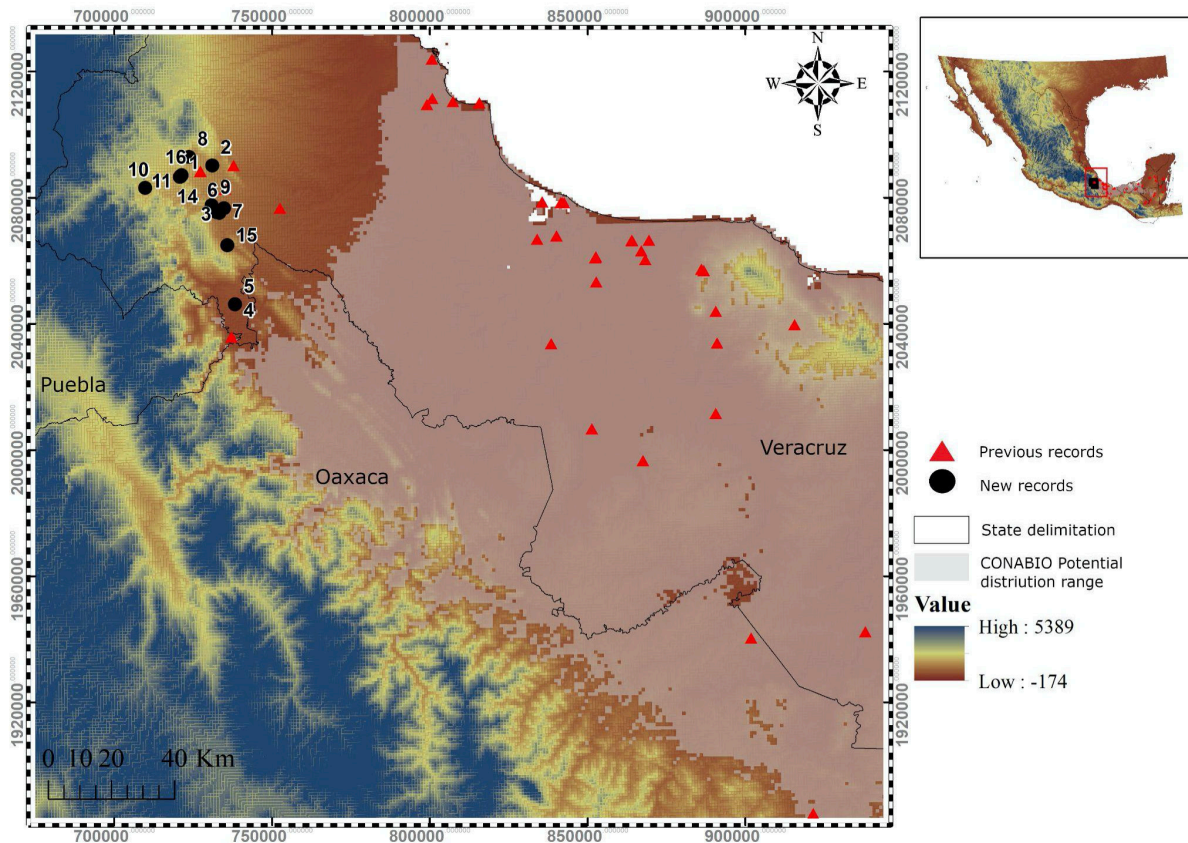 700000 750000 800000 850000 900000
N
W E
S
2120000 2120000
2080000 2080000
2040000 2040000
2000000 2000000
1960000 1960000
1920000 1920000
8 2
16 1
10 11
14 6 9
3 7
15
5
4
Puebla
Oaxaca
Veracruz
0 10 20 40 Km
700000 750000 800000 850000 900000
Previous records
New records
State delimitation
CONABIO Potential
distriution range
Value
High : 5389
Low : -174